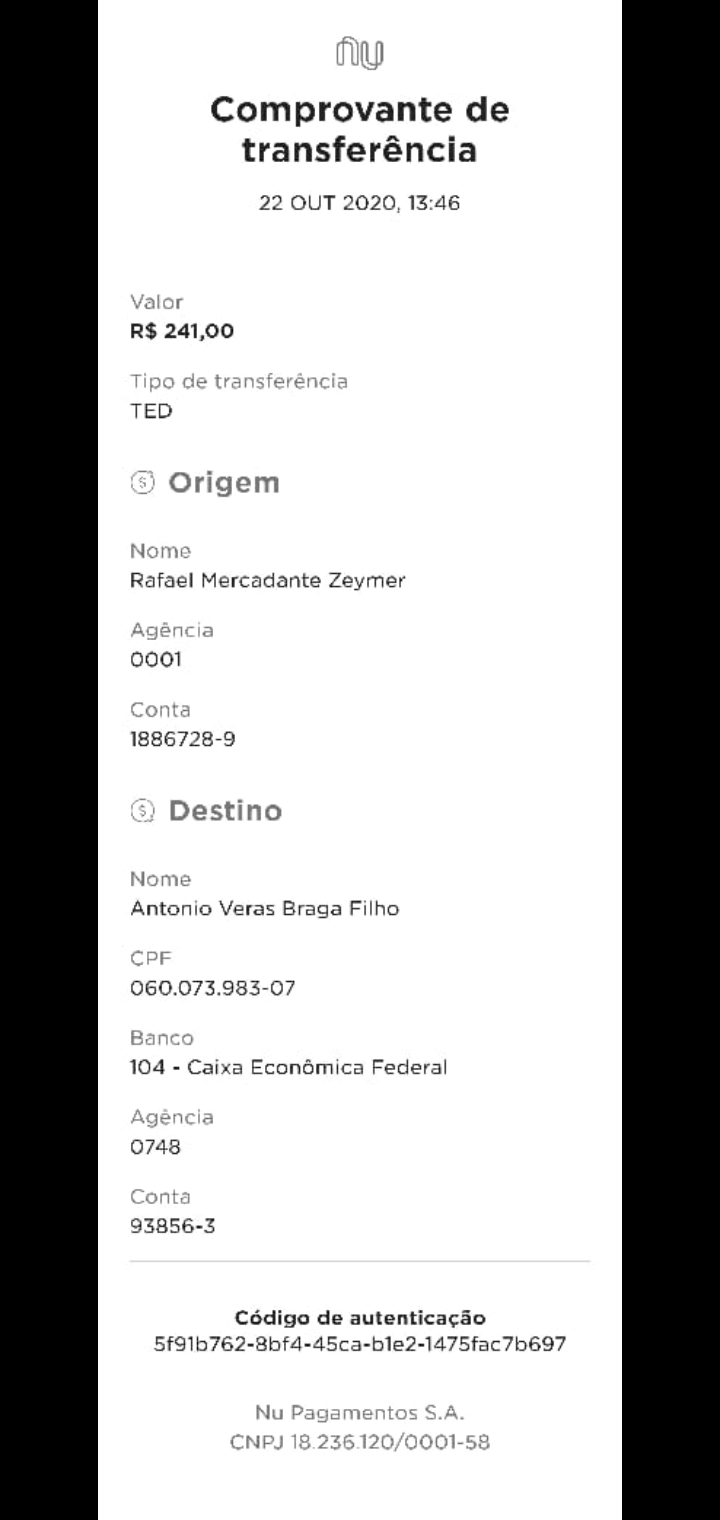 nu
Comprovante de
transferência
22 OUT 2020, 13:46
Valor
R$ 241,00
Tipo de transferência
TED
Origem
Nome
Rafael Mercadante Zeymer
Agência
0001
Conta
1886728-9
Destino
Nome
Antonio Veras Braga Filho
CPF
060.073.983-07
Banco
104 - Caixa Econômica Federal
Agência
0748
Conta
93856-3
Código de autenticação
5f91b762-8bf4-45ca-b1e2-1475fac7b697
Nu Pagamentos S.A.
CNPJ 18.236.120/0001-58